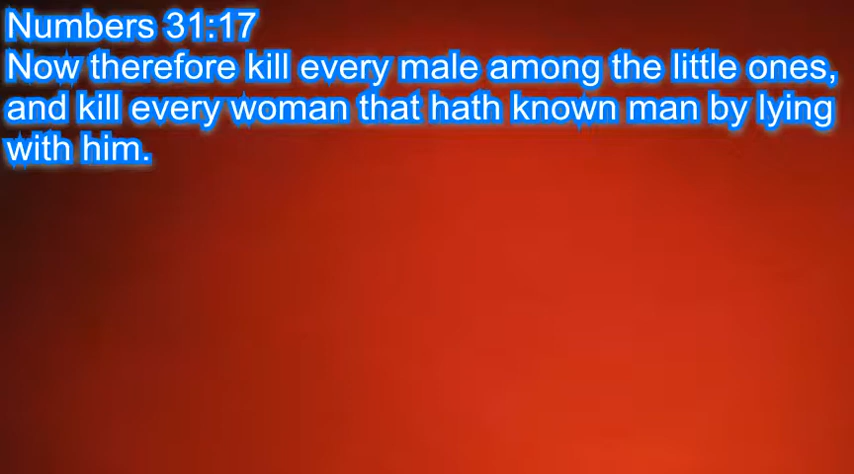 Numbers 31:17
Now therefore kill every male among the little ones,
and kill every woman that hath known man by lying
with him.